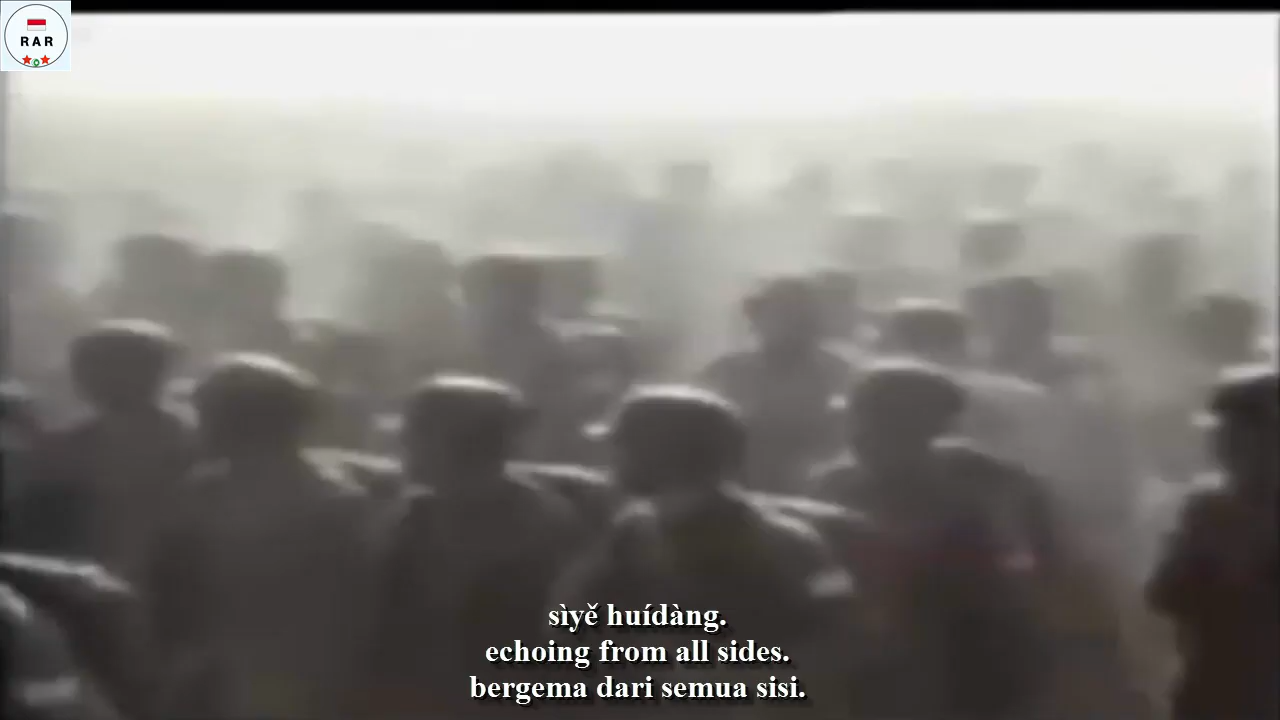 RAR
sìyě huídàng.
echoing from all sides.
bergema dari semua sisi.